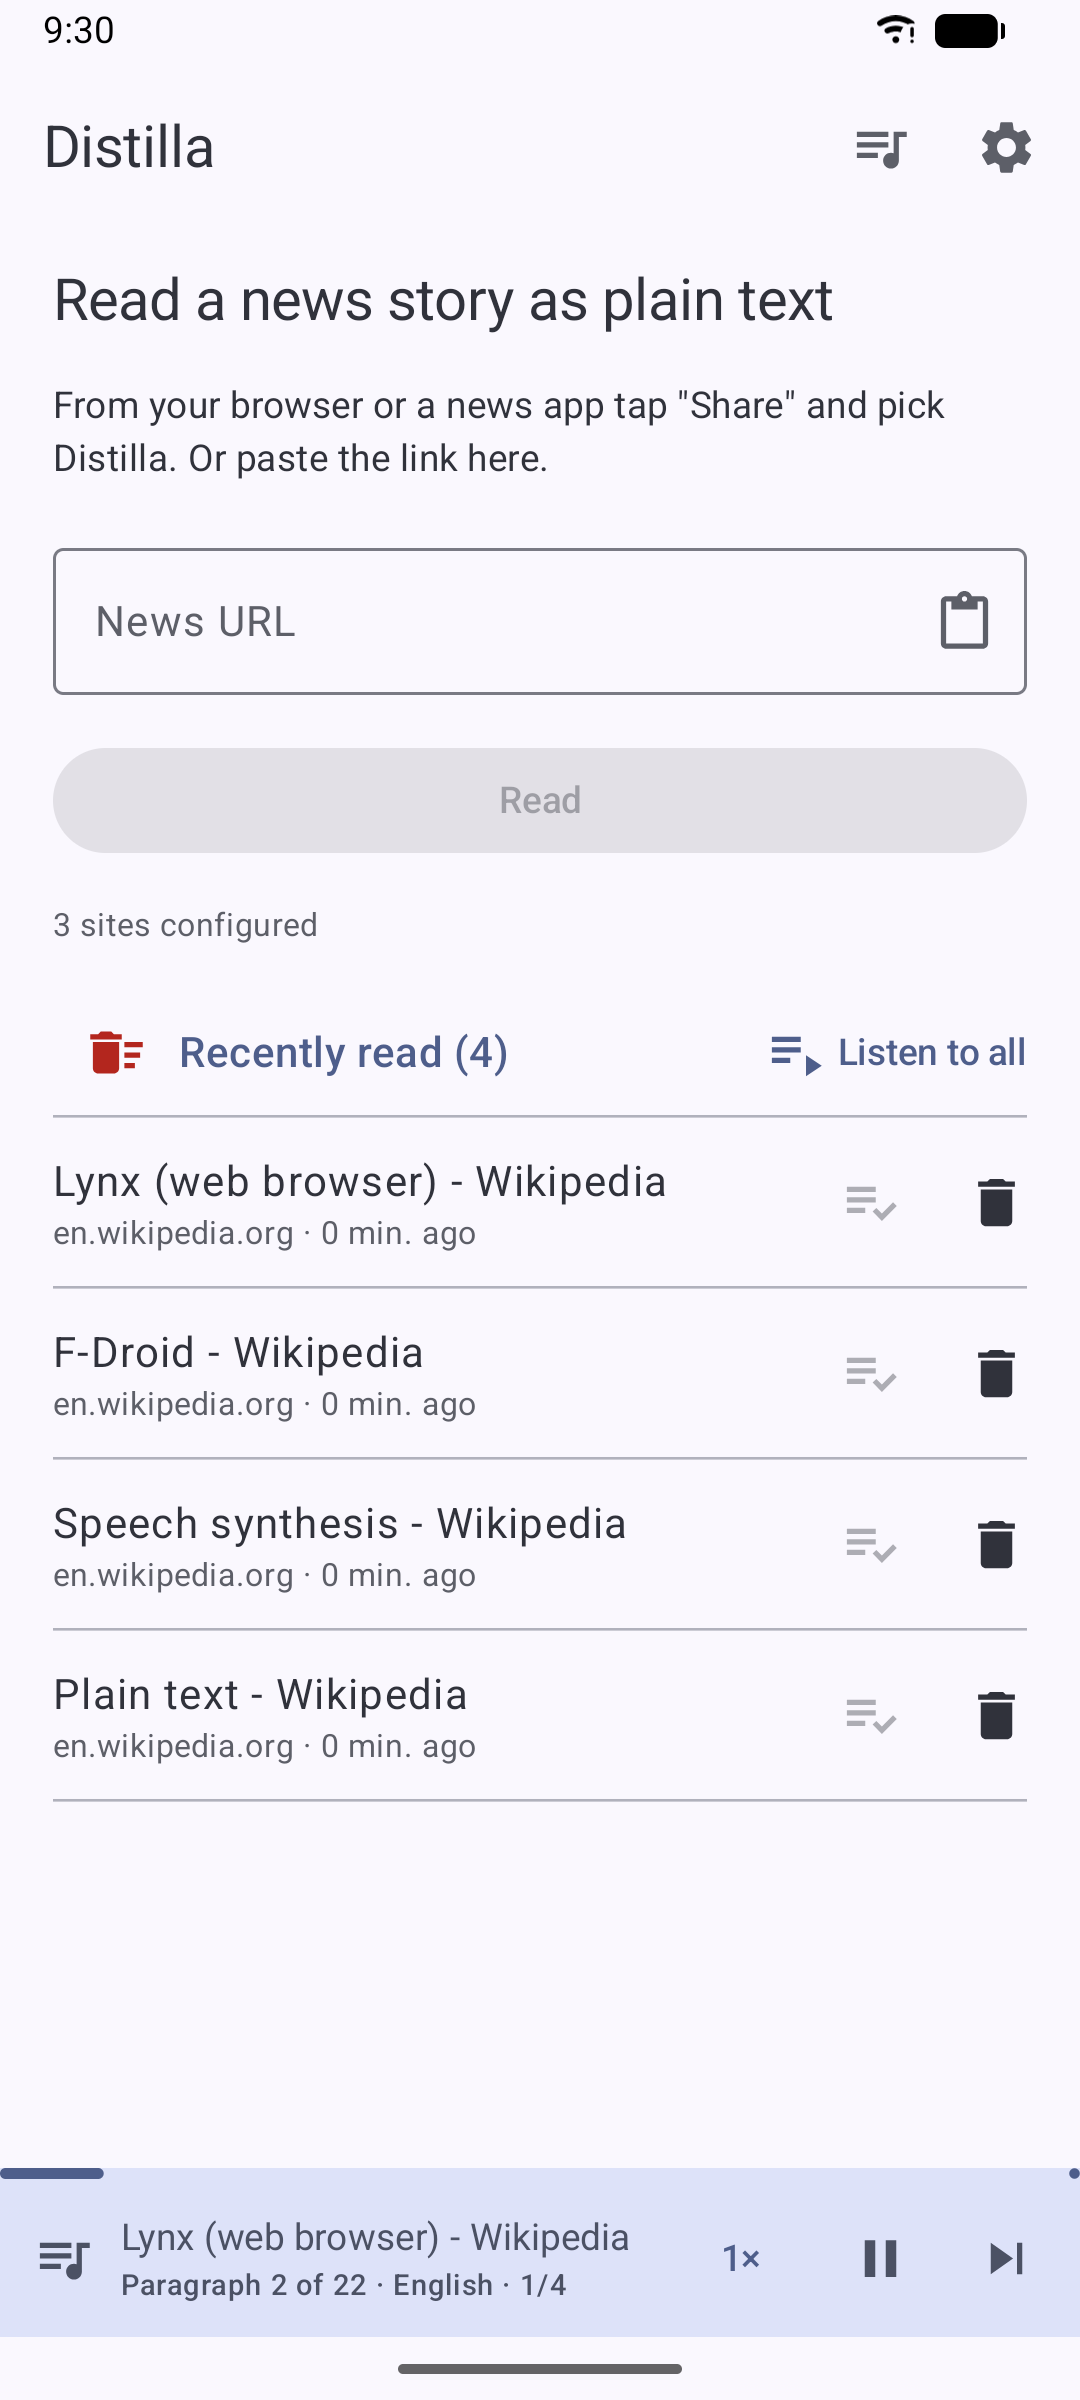 9:30
Distilla
Read a news story as plain text
From your browser or a news app tap "Share" and pick
Distilla. Or paste the link here.
News URL
Read
3 sites configured
Recently read (4)
Listen to all
Lynx (web browser) - Wikipedia
en.wikipedia.org · 0 min. ago
F-Droid - Wikipedia
en.wikipedia.org · 0 min. ago
Speech synthesis - Wikipedia
en.wikipedia.org · 0 min. ago
Plain text - Wikipedia
en.wikipedia.org · 0 min. ago
Lynx (web browser) - Wikipedia
1×
Paragraph 2 of 22 · English · 1/4